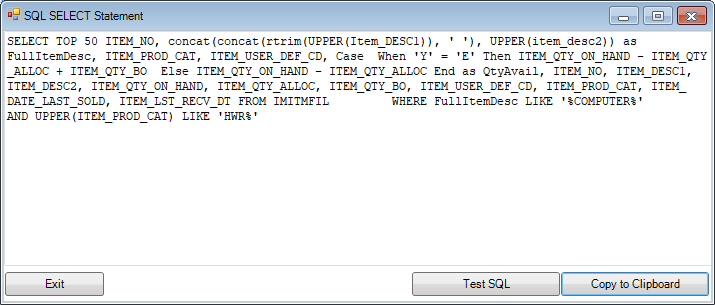 SQL SELECT Statement
SELECT TOP 50 ITEM_NO, concat(concat(rtrim(UPPER(Item_DESC1)), ' '), UPPER(item_desc2)) as
FullItemDesc, ITEM_PROD_CAT, ITEM_USER_DEF_CD, Case  When 'Y' = 'E' Then ITEM_QTY_ON_HAND - ITEM_QTY
_ALLOC + ITEM_QTY_BO  Else ITEM_QTY_ON_HAND - ITEM_QTY_ALLOC End as QtyAvail, ITEM_NO, ITEM_DESC1,
ITEM_DESC2, ITEM_QTY_ON_HAND, ITEM_QTY_ALLOC, ITEM_QTY_BO, ITEM_USER_DEF_CD, ITEM_PROD_CAT, ITEM_
DATE_LAST_SOLD, ITEM_LST_RECV_DT FROM IMITMFIL        WHERE FullItemDesc LIKE '%COMPUTER%'
AND UPPER(ITEM_PROD_CAT) LIKE 'HWR%'
Exit Test SQL Copy to Clipboard